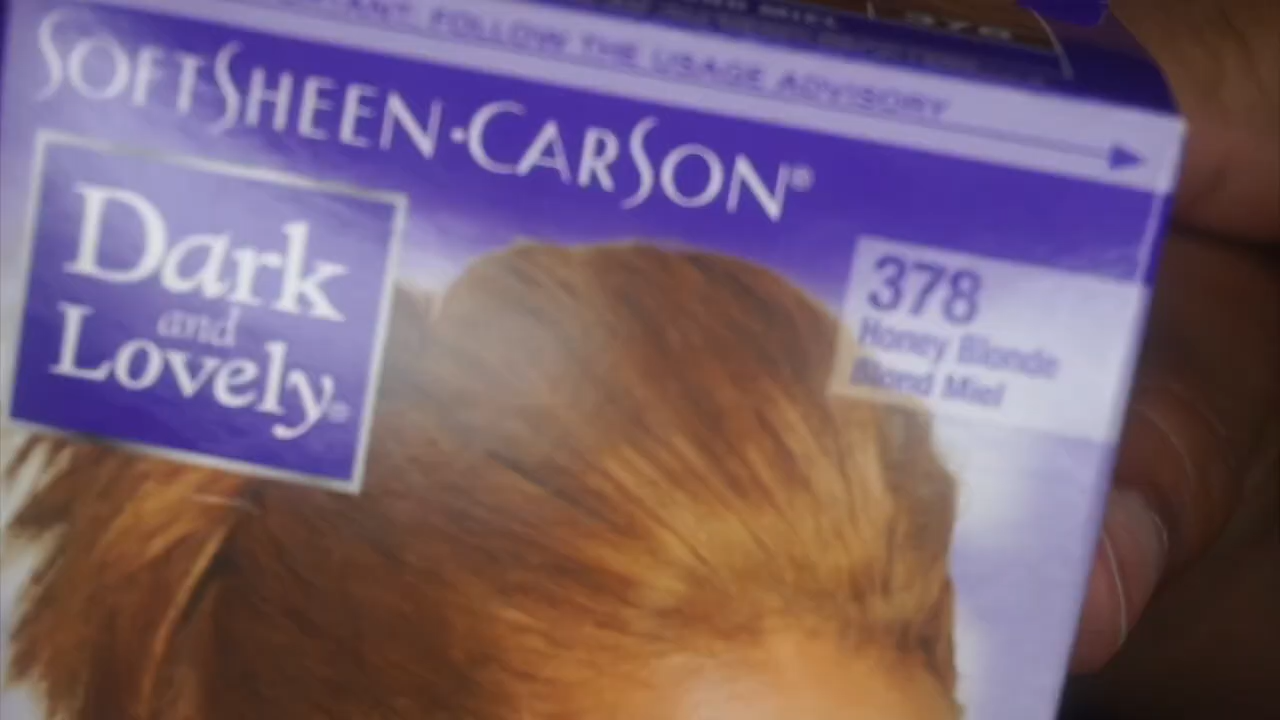 FOLLOW THE USAGE ADVISORY
SOFTSHEEN·CARSON®
Dark
and
Lovely®
378
Honey Blonde
Blond Miel